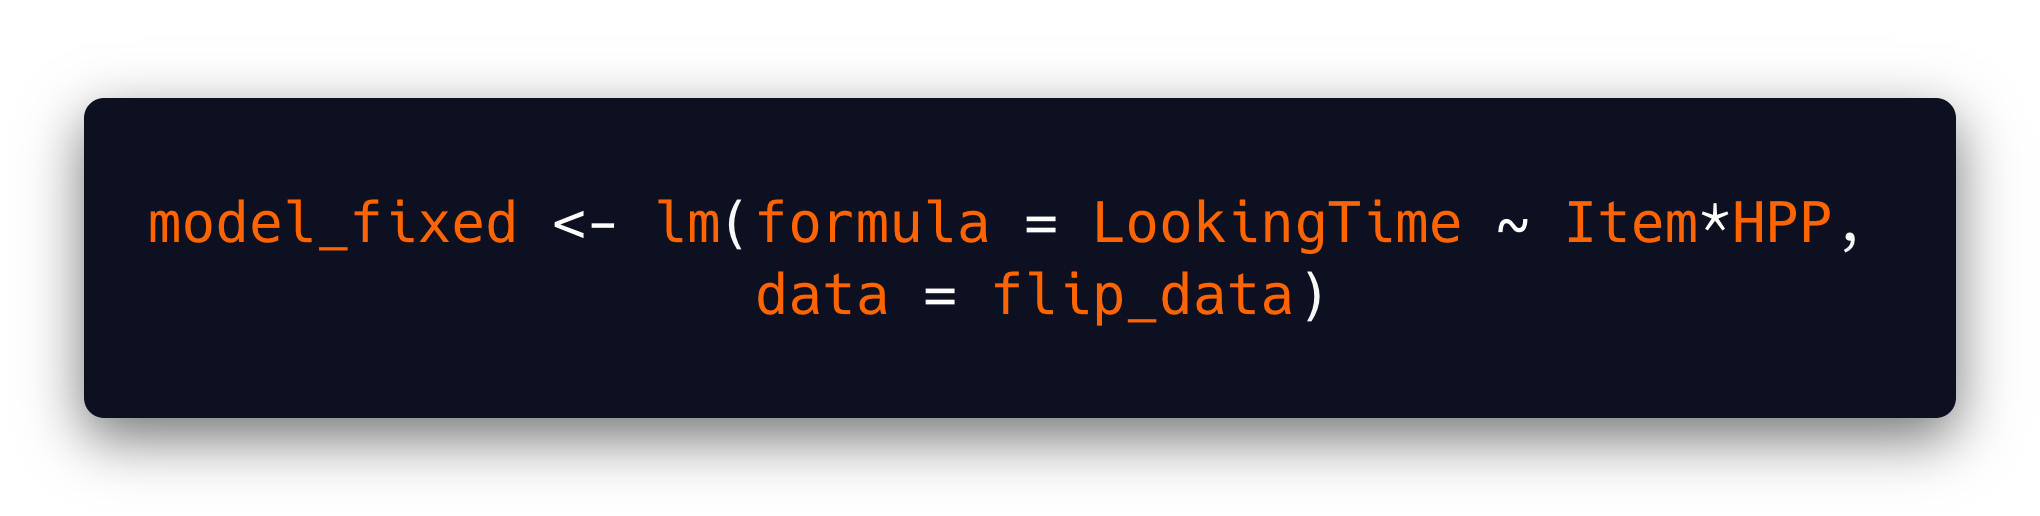 model_fixed <- lm(formula = LookingTime ~ Item*HPP,
data = flip_data)